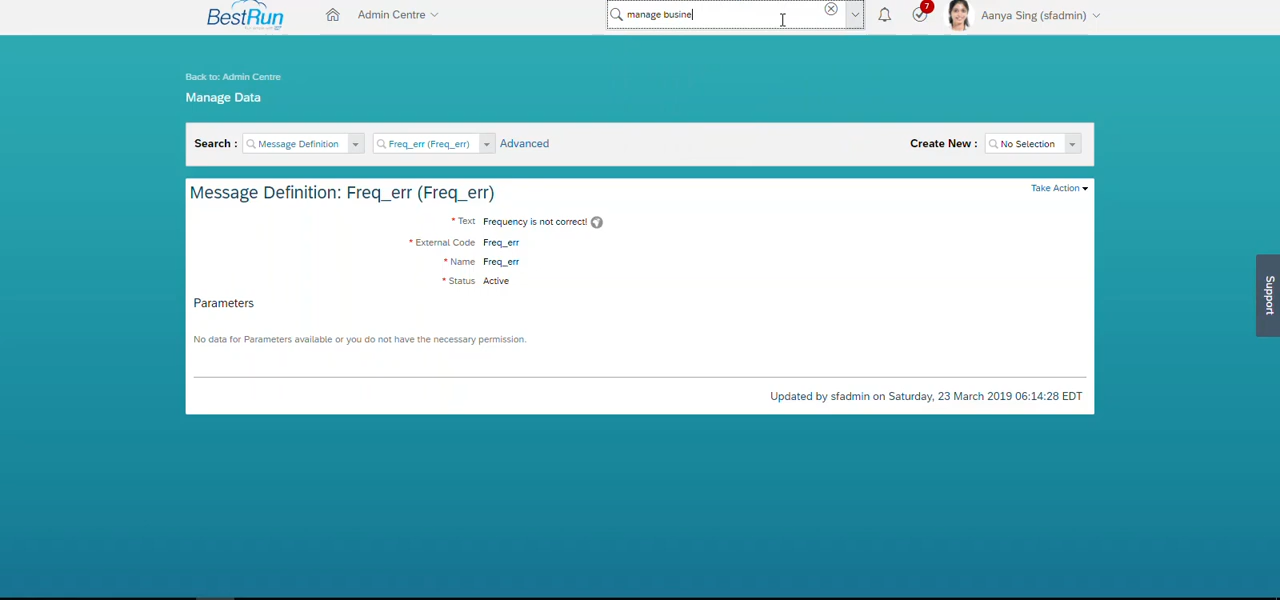 BestRun
Admin Centre
manage busine
7
Aanya Sing (sfadmin)
Back to: Admin Centre
Manage Data
Search :
Message Definition
Freq_err (Freq_err)
Advanced
Create New :
No Selection
Message Definition: Freq_err (Freq_err)
Take Action
* Text Frequency is not correct!
* External Code Freq_err
* Name Freq_err
* Status Active
Parameters
No data for Parameters available or you do not have the necessary permission.
Updated by sfadmin on Saturday, 23 March 2019 06:14:28 EDT
Support